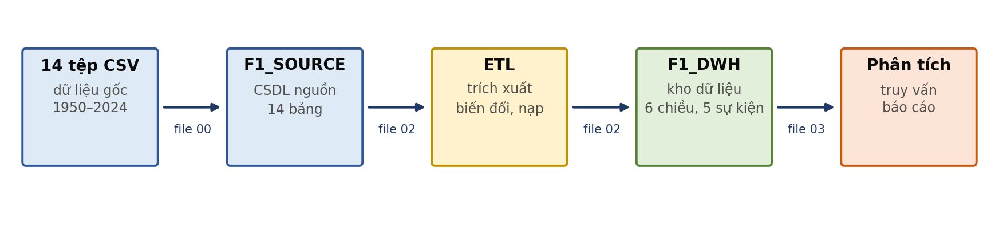 14 tệp CSV
dữ liệu gốc
1950–2024
file 00
F1_SOURCE
CSDL nguồn
14 bảng
file 02
ETL
trích xuất
biến đổi, nạp
file 02
F1_DWH
kho dữ liệu
6 chiều, 5 sự kiện
file 03
Phân tích
truy vấn
báo cáo